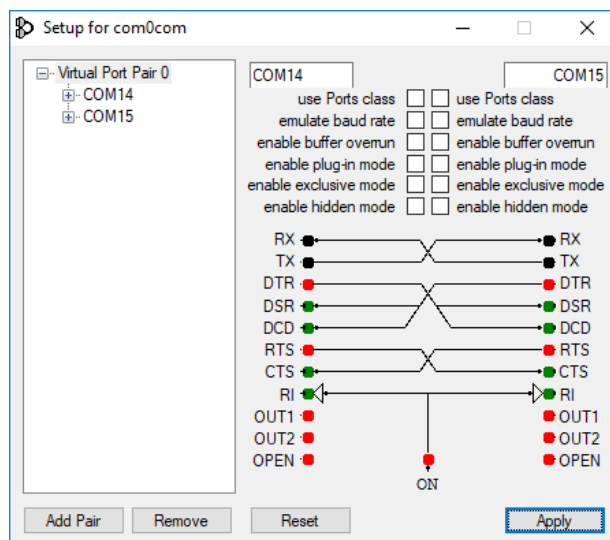 Setup for com0com
Virtual Port Pair 0
COM14
COM15
COM14 COM15
use Ports class use Ports class
emulate baud rate emulate baud rate
enable buffer overrun enable buffer overrun
enable plug-in mode enable plug-in mode
enable exclusive mode enable exclusive mode
enable hidden mode enable hidden mode
RX RX
TX TX
DTR DTR
DSR DSR
DCD DCD
RTS RTS
CTS CTS
RI RI
OUT1 OUT1
OUT2 OUT2
OPEN OPEN
ON
Add Pair Remove Reset Apply